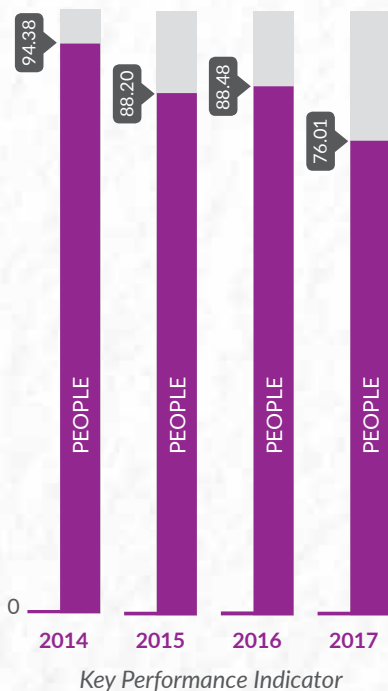 94.38
88.20
88.48
76.01
PEOPLE
PEOPLE
PEOPLE
PEOPLE
0
2014
2015
2016
2017
Key Performance Indicator